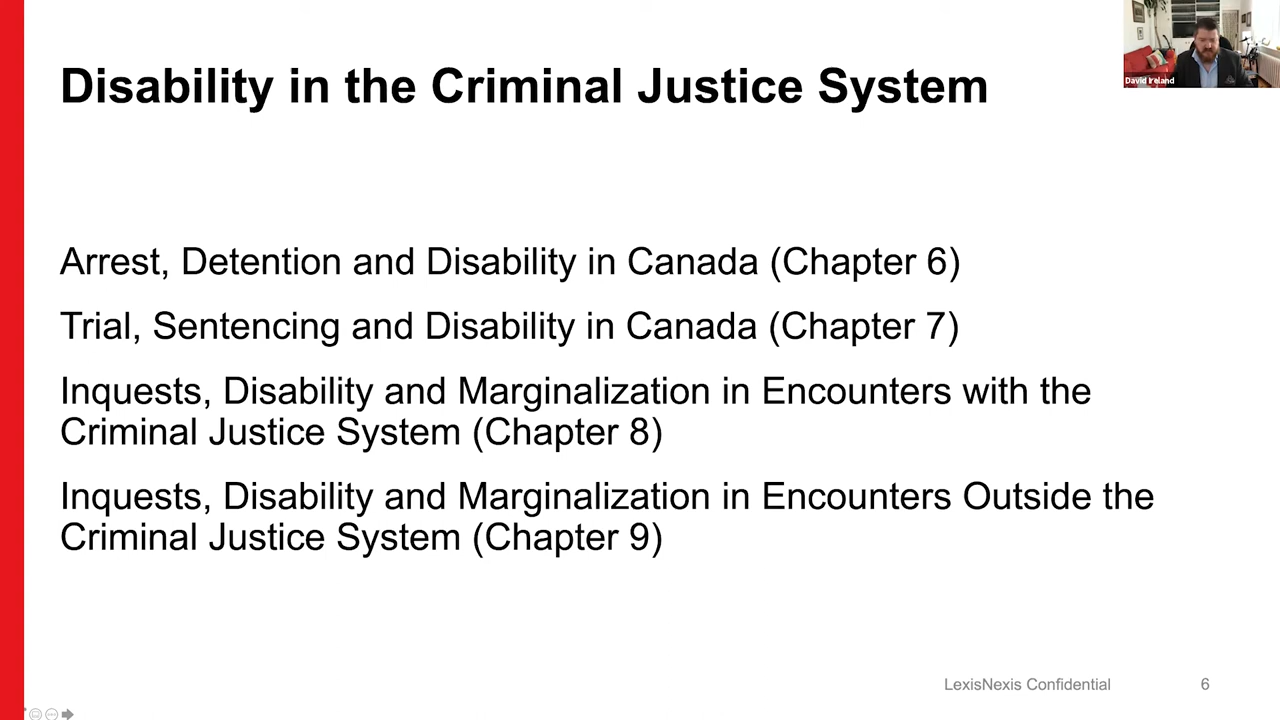 David Ireland
Disability in the Criminal Justice System
Arrest, Detention and Disability in Canada (Chapter 6)
Trial, Sentencing and Disability in Canada (Chapter 7)
Inquests, Disability and Marginalization in Encounters with the
Criminal Justice System (Chapter 8)
Inquests, Disability and Marginalization in Encounters Outside the
Criminal Justice System (Chapter 9)
LexisNexis Confidential 6